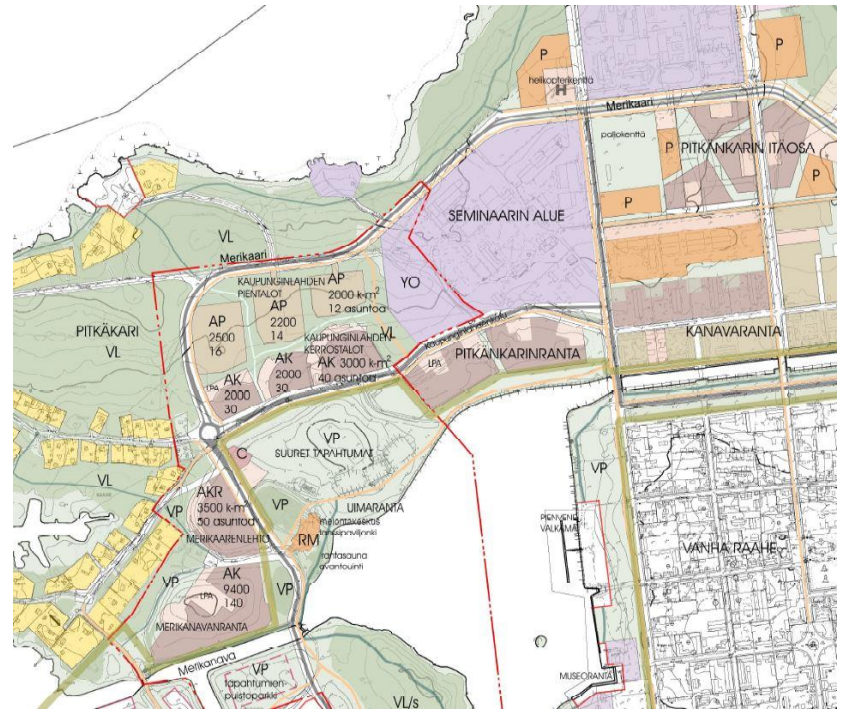 P
P
helikopterikenttä
H
Merikaari
pallokenttä
P PITKÄNKARIN ITÄOSA
P
P
SEMINAARIN ALUE
VL
Merikaari
KAUPUNGINLAHDEN
PIENTALOT
AP
2000 k-m²
12 asuntoa
AP
2200
14
AP
2500
16
YO
VL
PITKÄKARI
VL
KAUPUNGINLAHDEN
KERROSTALOT
AK 3000 k-m²
40 asuntoa
AK
2000
30
LPA
AK
2000
30
Kaupunginlahdenkatu
LPA
PITKÄNKARINRANTA
KANAVARANTA
VP
SUURET TAPAHTUMAT
C
VL
VP
AKR
3500 k-m²
50 asuntoa
MERIKAARENLEHTO
VP
UIMARANTA
melontakeskus
RM
rantasauna
avantouinti
VP
PIENVENE-
VALKAMA
VANHA RAAHE
VP
AK
9400
140
LPA
VP
MERIKANAVANRANTA
Merikanava
VP
tapahtumien
puistoparkki
VL/s
MUSEORANTA